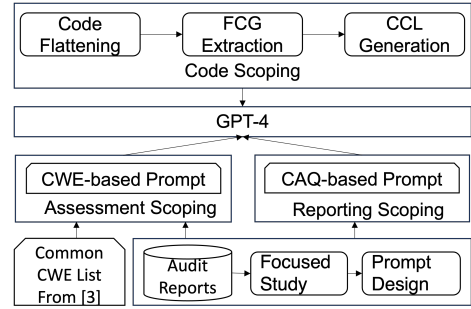 Code
Flattening
FCG
Extraction
CCL
Generation
Code Scoping
GPT-4
CWE-based Prompt
Assessment Scoping
CAQ-based Prompt
Reporting Scoping
Common
CWE List
From [3]
Audit
Reports
Focused
Study
Prompt
Design